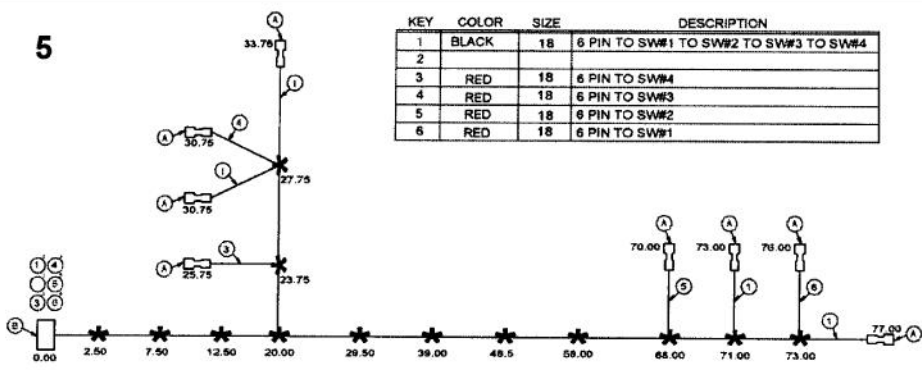 5
KEY COLOR SIZE DESCRIPTION
1 BLACK 18 6 PIN TO SW#1 TO SW#2 TO SW#3 TO SW#4
2
3 RED 18 6 PIN TO SW#4
4 RED 18 6 PIN TO SW#3
5 RED 18 6 PIN TO SW#2
6 RED 18 6 PIN TO SW#1
A
33.75
1
4
A
30.75
1
27.75
A
30.75
3
A
25.75
23.75
A A A
70.00 73.00 76.00
5 1 6
1 4
5
3 6
B
0.00 2.50 7.50 12.50 20.00 29.50 39.00 48.5 58.00 68.00 71.00 73.00
1
77.00
A